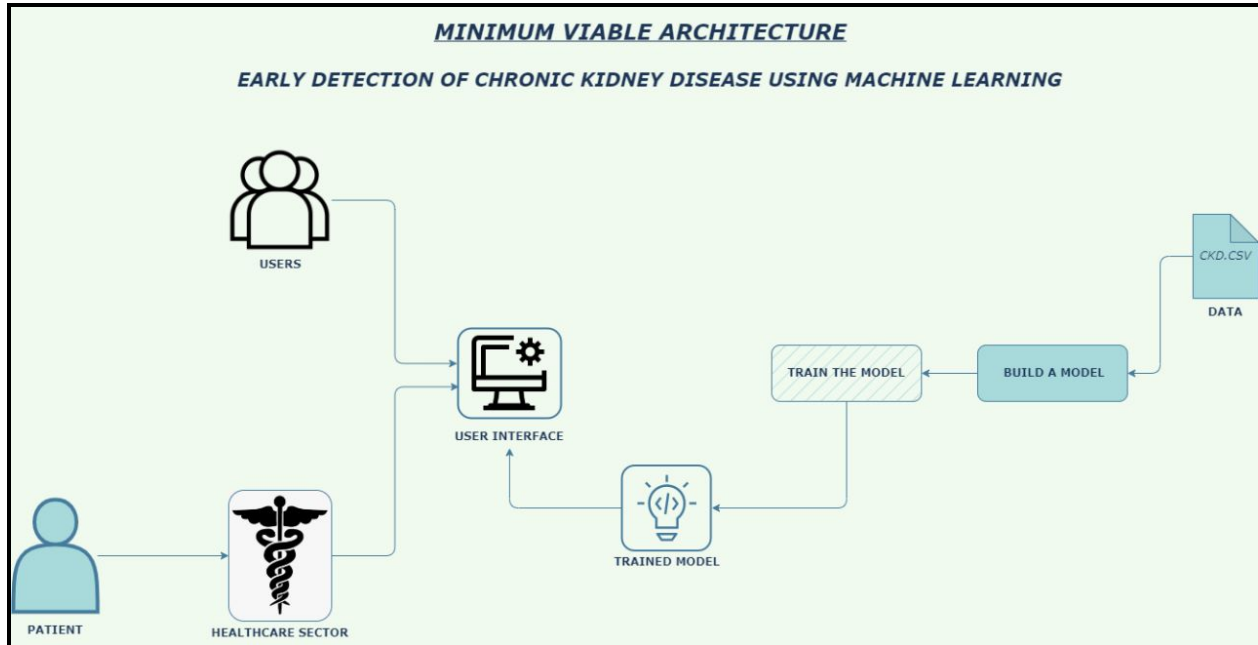 MINIMUM VIABLE ARCHITECTURE
EARLY DETECTION OF CHRONIC KIDNEY DISEASE USING MACHINE LEARNING
USERS
CKD.CSV
DATA
TRAIN THE MODEL
BUILD A MODEL
USER INTERFACE
</>
TRAINED MODEL
PATIENT
HEALTHCARE SECTOR